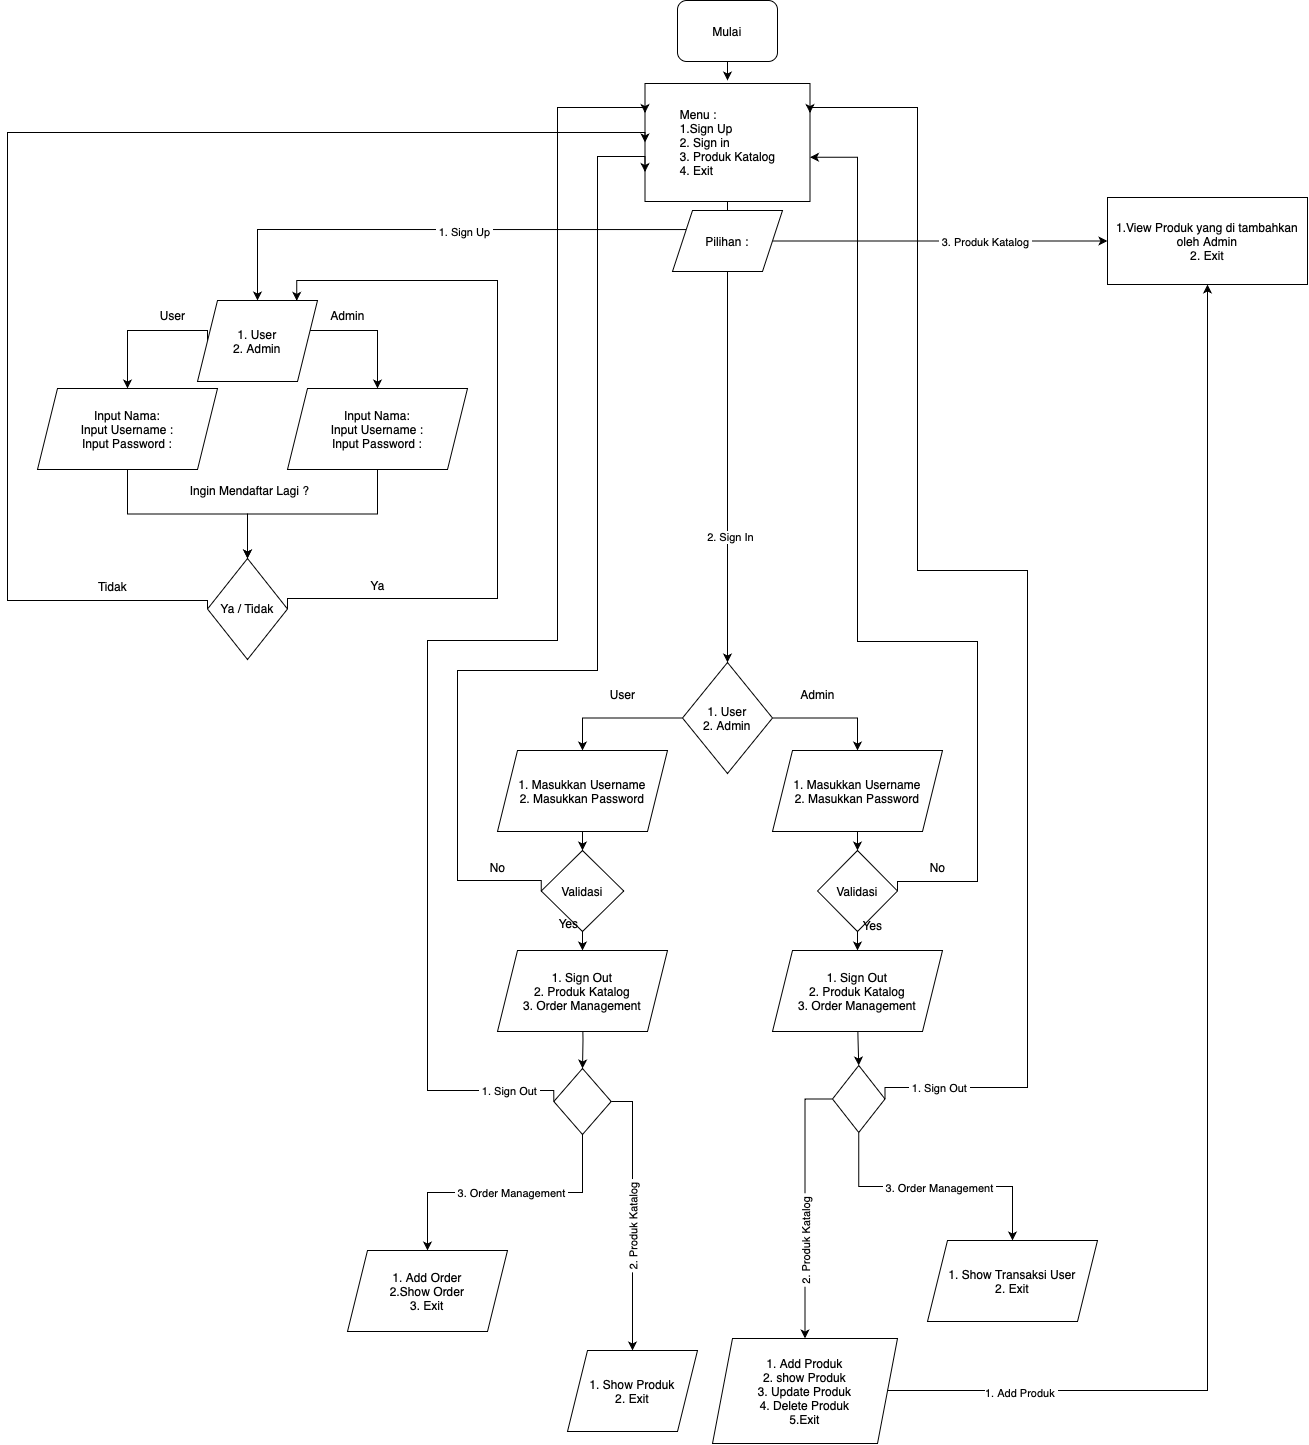 Mulai
Menu :
1.Sign Up
2. Sign in
3. Produk Katalog
4. Exit
Pilihan :
1. Sign Up
3. Produk Katalog
1.View Produk yang di tambahkan
oleh Admin
2. Exit
User
Admin
1. User
2. Admin
Input Nama:
Input Username :
Input Password :
Input Nama:
Input Username :
Input Password :
Ingin Mendaftar Lagi ?
Tidak
Ya
Ya / Tidak
2. Sign In
User
Admin
1. User
2. Admin
1. Masukkan Username
2. Masukkan Password
1. Masukkan Username
2. Masukkan Password
No
Validasi
Yes
Validasi
No
Yes
1. Sign Out
2. Produk Katalog
3. Order Management
1. Sign Out
2. Produk Katalog
3. Order Management
1. Sign Out
1. Sign Out
3. Order Management
2. Produk Katalog
2. Produk Katalog
3. Order Management
1. Add Order
2.Show Order
3. Exit
1. Show Transaksi User
2. Exit
1. Show Produk
2. Exit
1. Add Produk
2. show Produk
3. Update Produk
4. Delete Produk
5.Exit
1. Add Produk